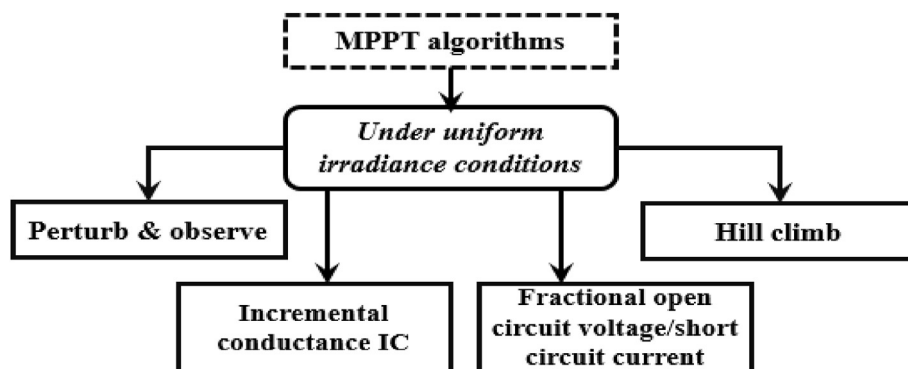 MPPT algorithms
Under uniform
irradiance conditions
Perturb & observe
Hill climb
Incremental
conductance IC
Fractional open
circuit voltage/short
circuit current